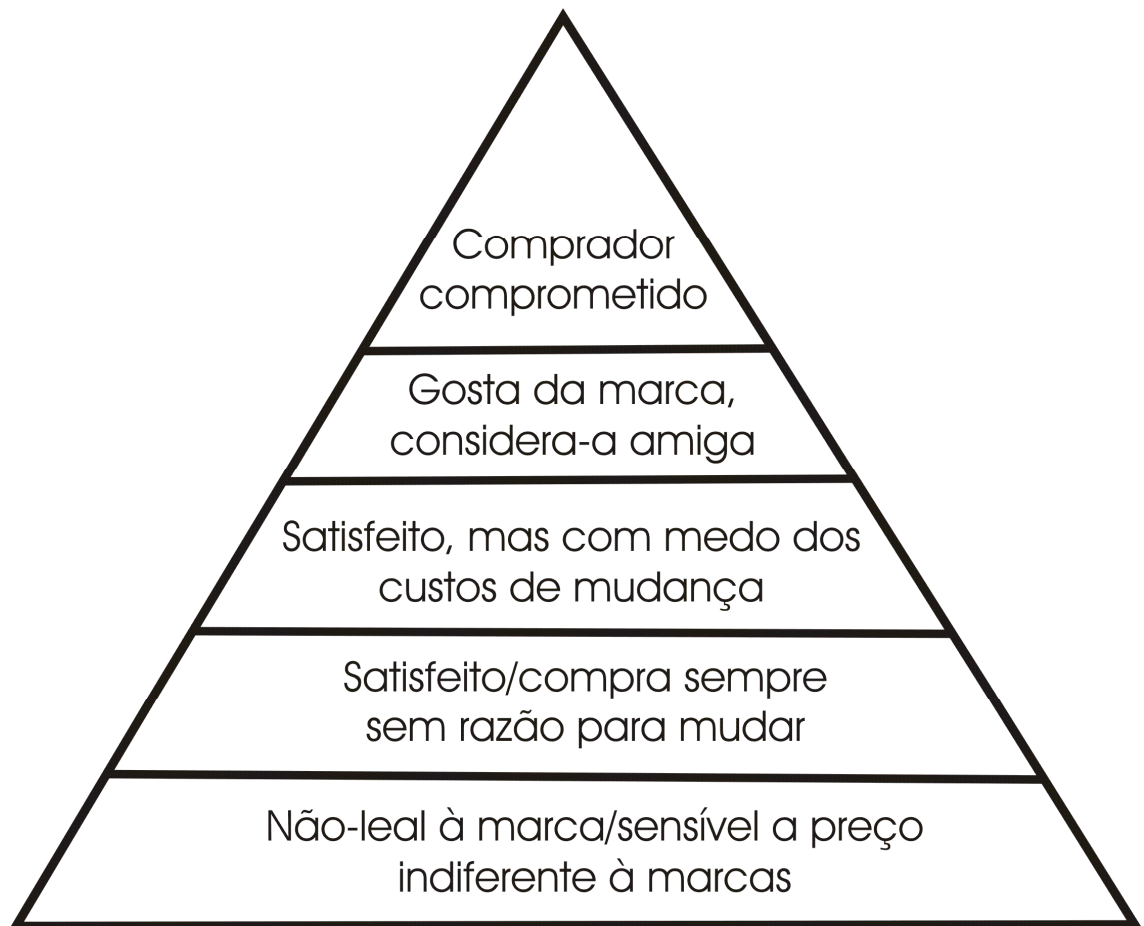 Comprador
comprometido
Gosta da marca,
considera-a amiga
Satisfeito, mas com medo dos
custos de mudança
Satisfeito/compra sempre
sem razão para mudar
Não-leal à marca/sensível a preço
indiferente à marcas